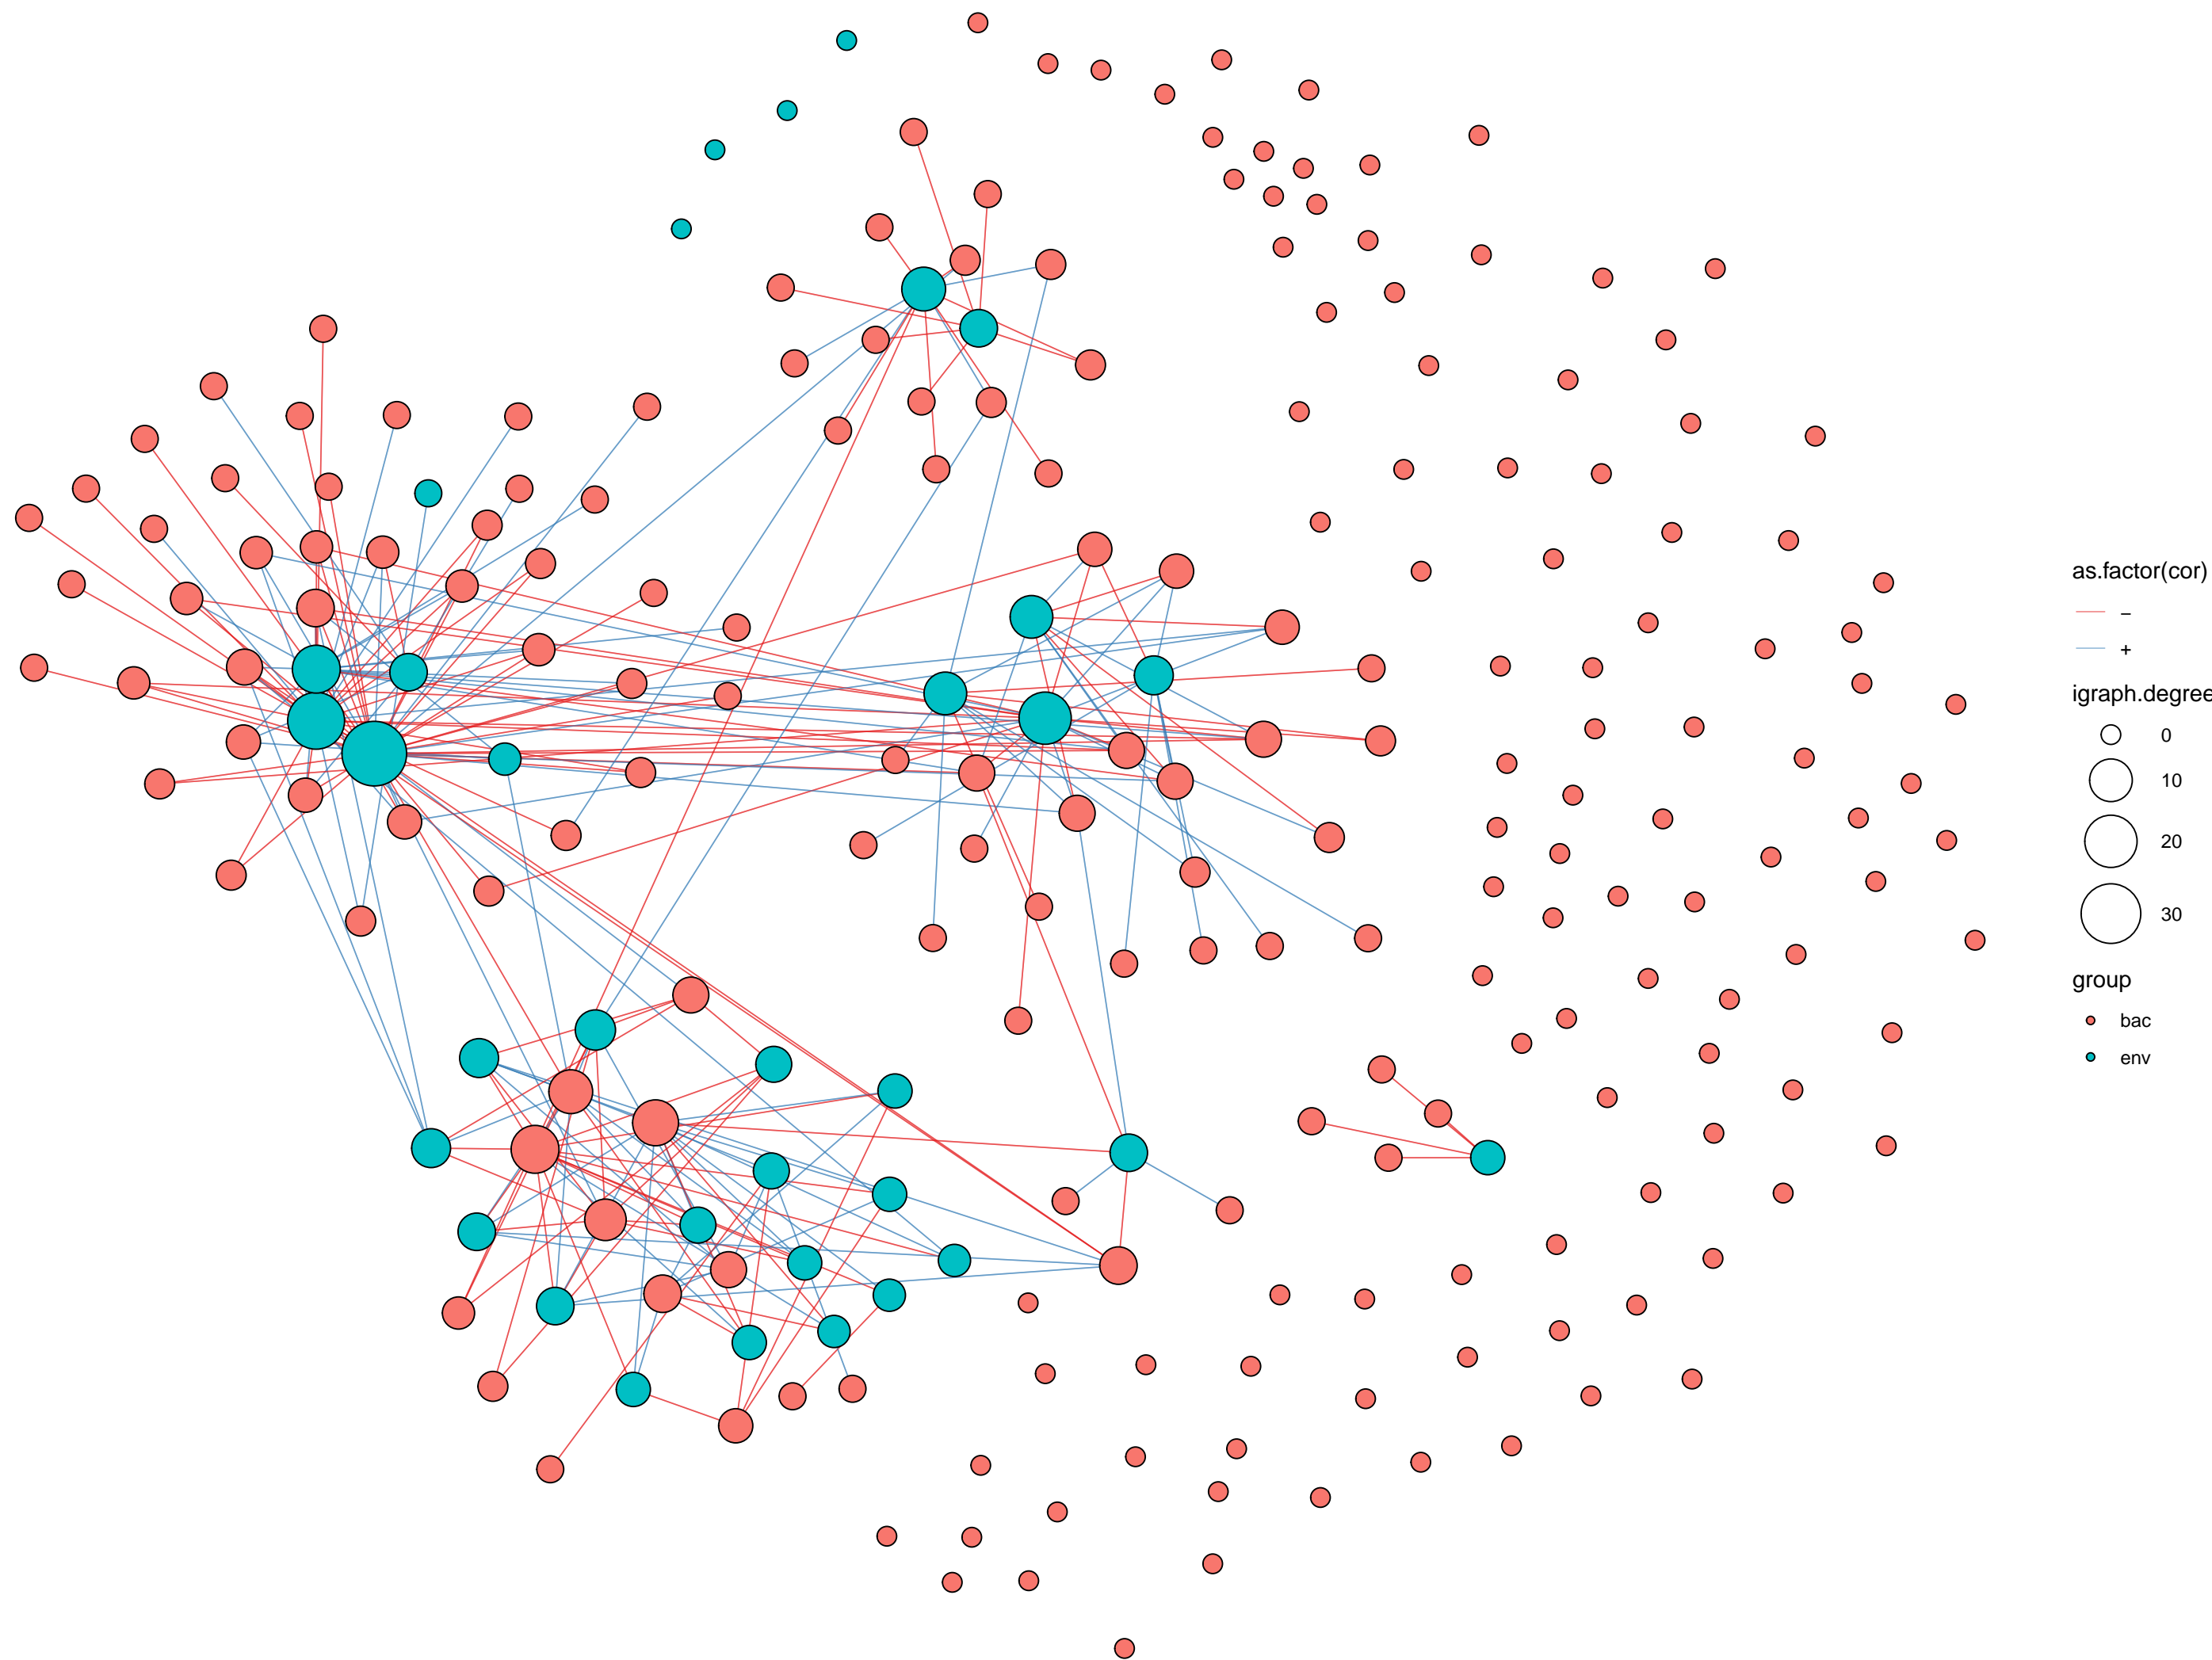 as.factor(cor)
−
+
igraph.degree
0
10
20
30
group
bac
env